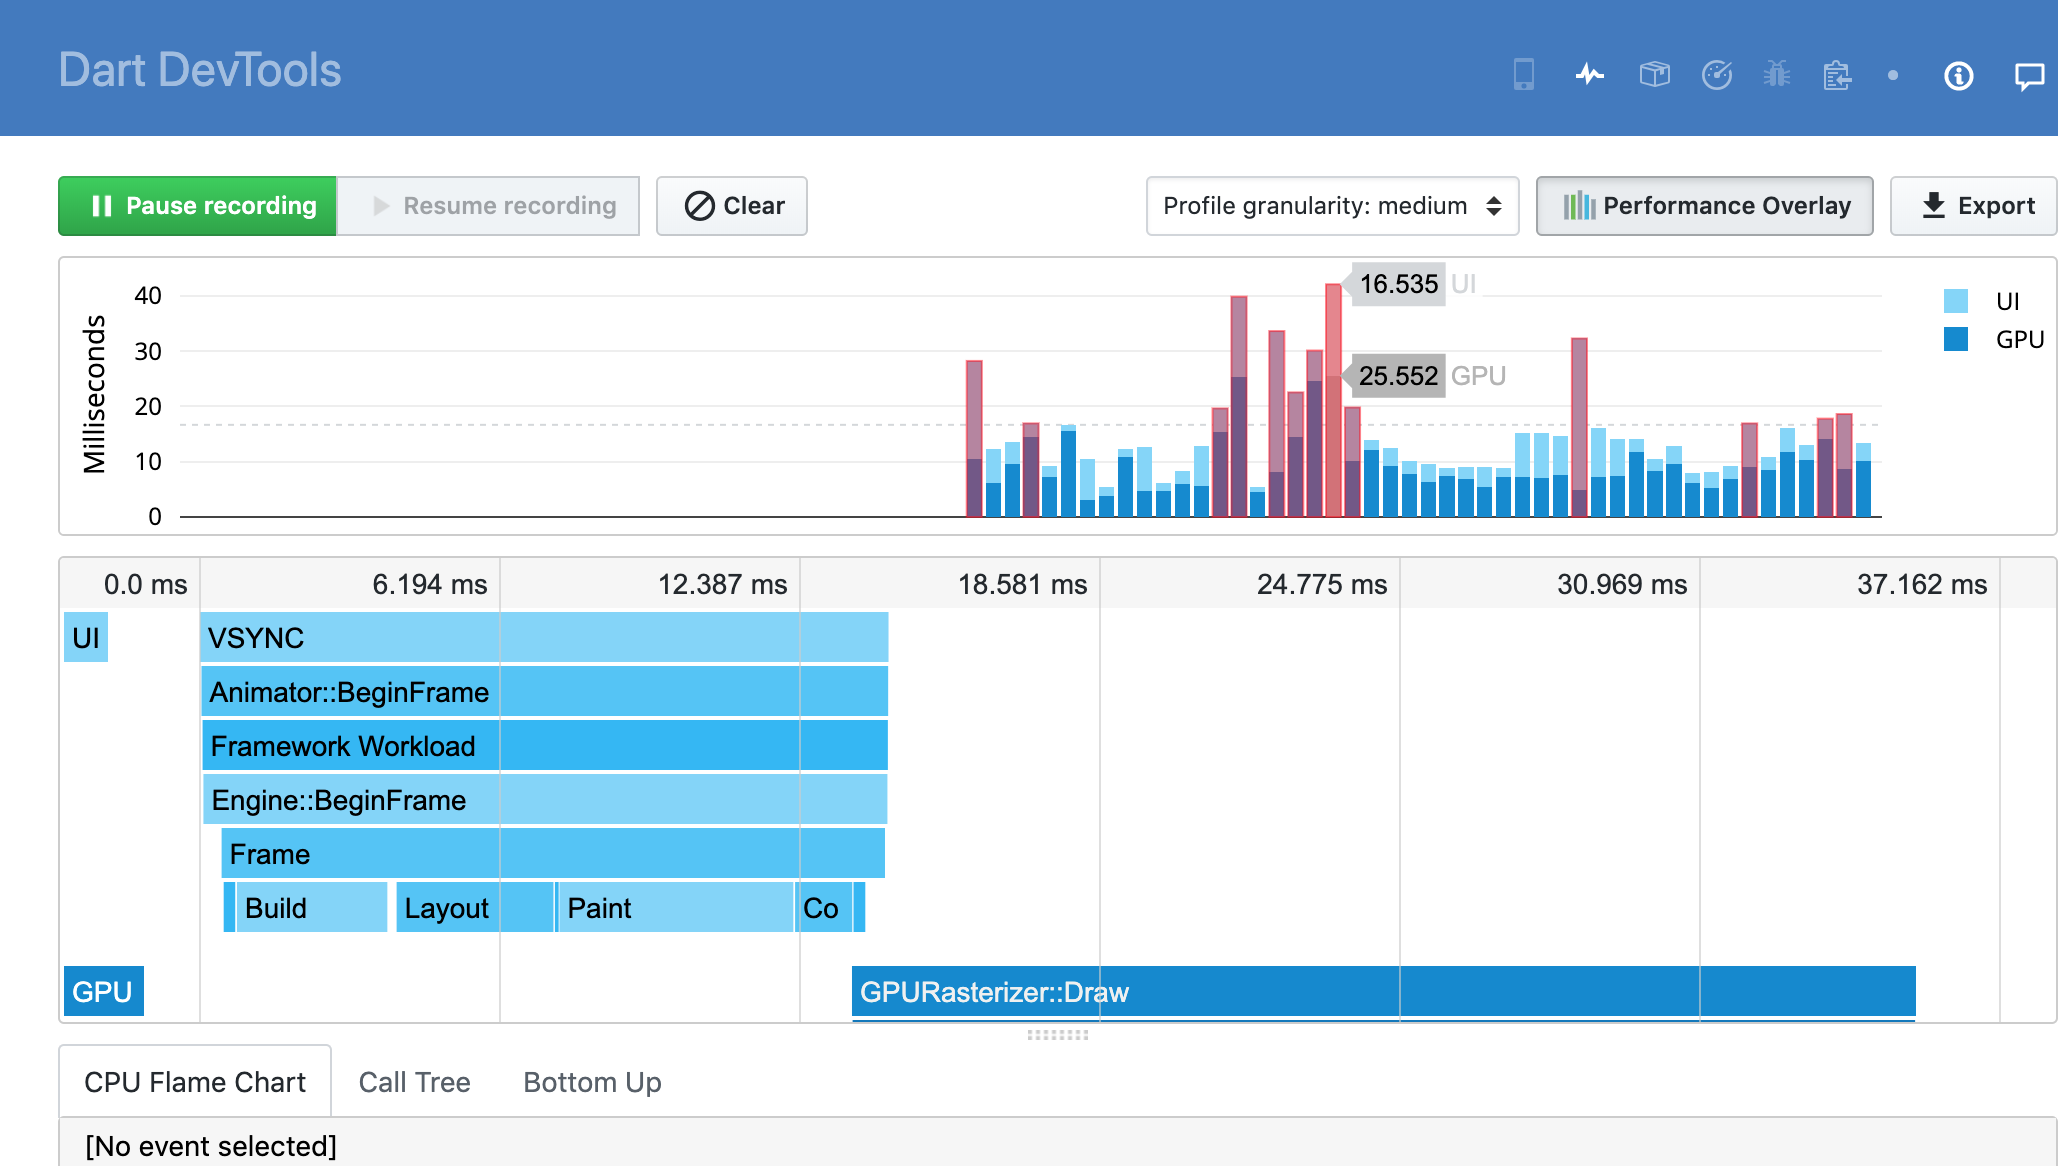 Dart DevTools
Pause recording
Resume recording
Clear
Profile granularity: medium
Performance Overlay
Export
Milliseconds
40
30
20
10
0
16.535 UI
25.552 GPU
UI
GPU
0.0 ms
6.194 ms
12.387 ms
18.581 ms
24.775 ms
30.969 ms
37.162 ms
UI
VSYNC
Animator::BeginFrame
Framework Workload
Engine::BeginFrame
Frame
Build
Layout
Paint
Co
GPU
GPURasterizer::Draw
CPU Flame Chart
Call Tree
Bottom Up
[No event selected]